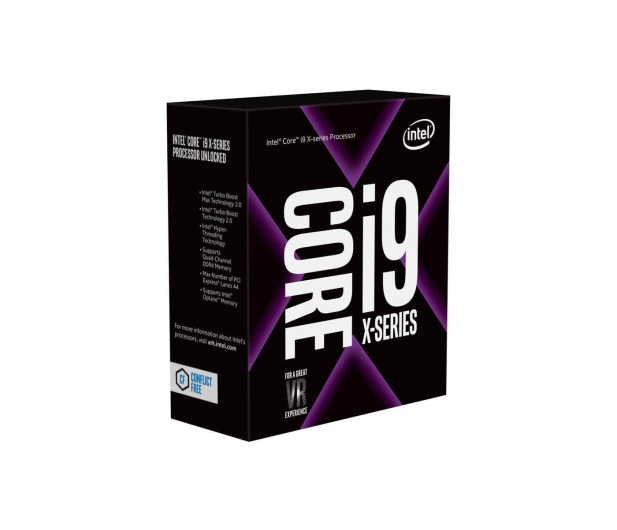 INTEL® CORE™ i9 X-SERIES
PROCESSOR UNLOCKED
• Intel® Turbo Boost
Max Technology 3.0
• Intel® Turbo Boost
Technology 2.0
• Intel® Hyper-
Threading
Technology
• Supports
Quad-Channel
DDR4 Memory
• Max Number of PCI
Express® Lanes 44
• Supports Intel®
Optane™ Memory
For more information about Intel's
processors, visit ark.intel.com
CF
CONFLICT
FREE
Intel® Core™ i9 X-series Processor
intel®
CORE
i9
X-SERIES
FOR A GREAT
VR
EXPERIENCE